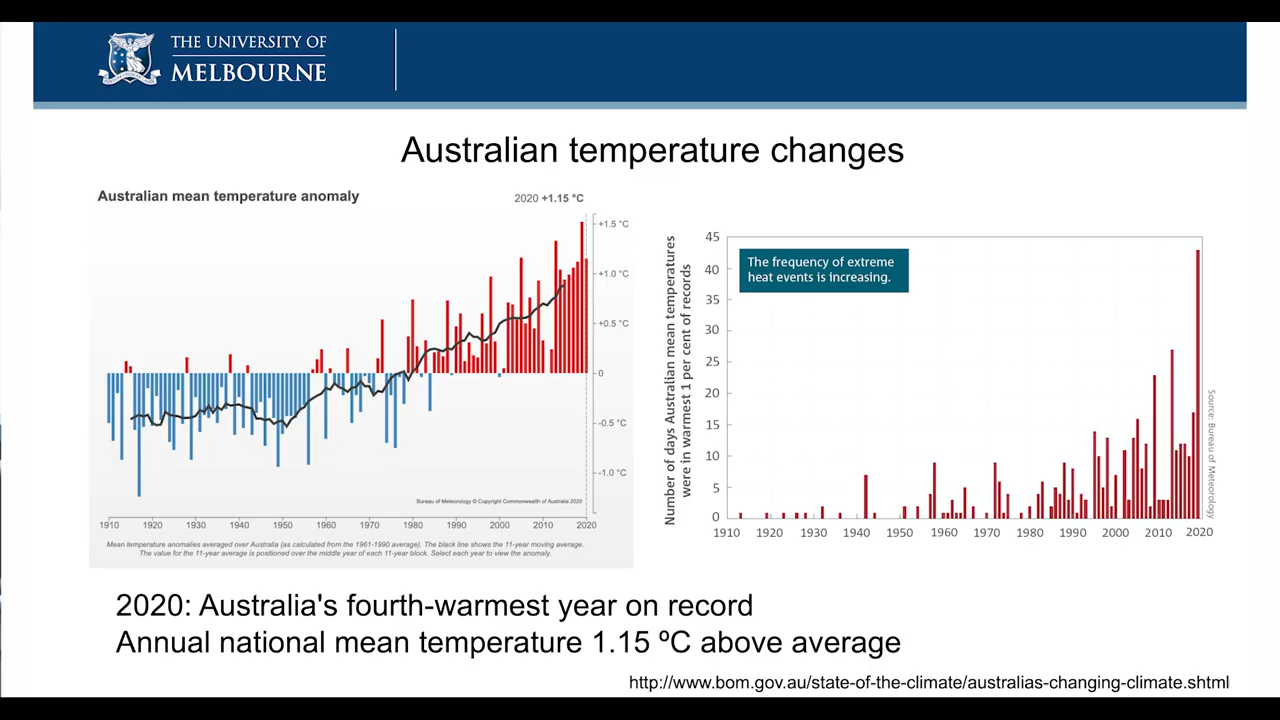 THE UNIVERSITY OF
MELBOURNE
Australian temperature changes
Australian mean temperature anomaly
2020 +1.15 °C
+1.5 °C
+1.0 °C
+0.5 °C
0
-0.5 °C
-1.0 °C
Bureau of Meteorology © Copyright Commonwealth of Australia 2020
1910 1920 1930 1940 1950 1960 1970 1980 1990 2000 2010 2020
Mean temperature anomalies averaged over Australia (as calculated from the 1961-1990 average). The black line shows the 11-year moving average.
The value for the 11-year average is positioned over the middle year of each 11-year block. Select each year to view the anomaly.
Number of days Australian mean temperatures
were in warmest 1 per cent of records
45
40
35
30
25
20
15
10
5
0
The frequency of extreme
heat events is increasing.
1910 1920 1930 1940 1950 1960 1970 1980 1990 2000 2010 2020
Source: Bureau of Meteorology
2020: Australia's fourth-warmest year on record
Annual national mean temperature 1.15 ºC above average
http://www.bom.gov.au/state-of-the-climate/australias-changing-climate.shtml